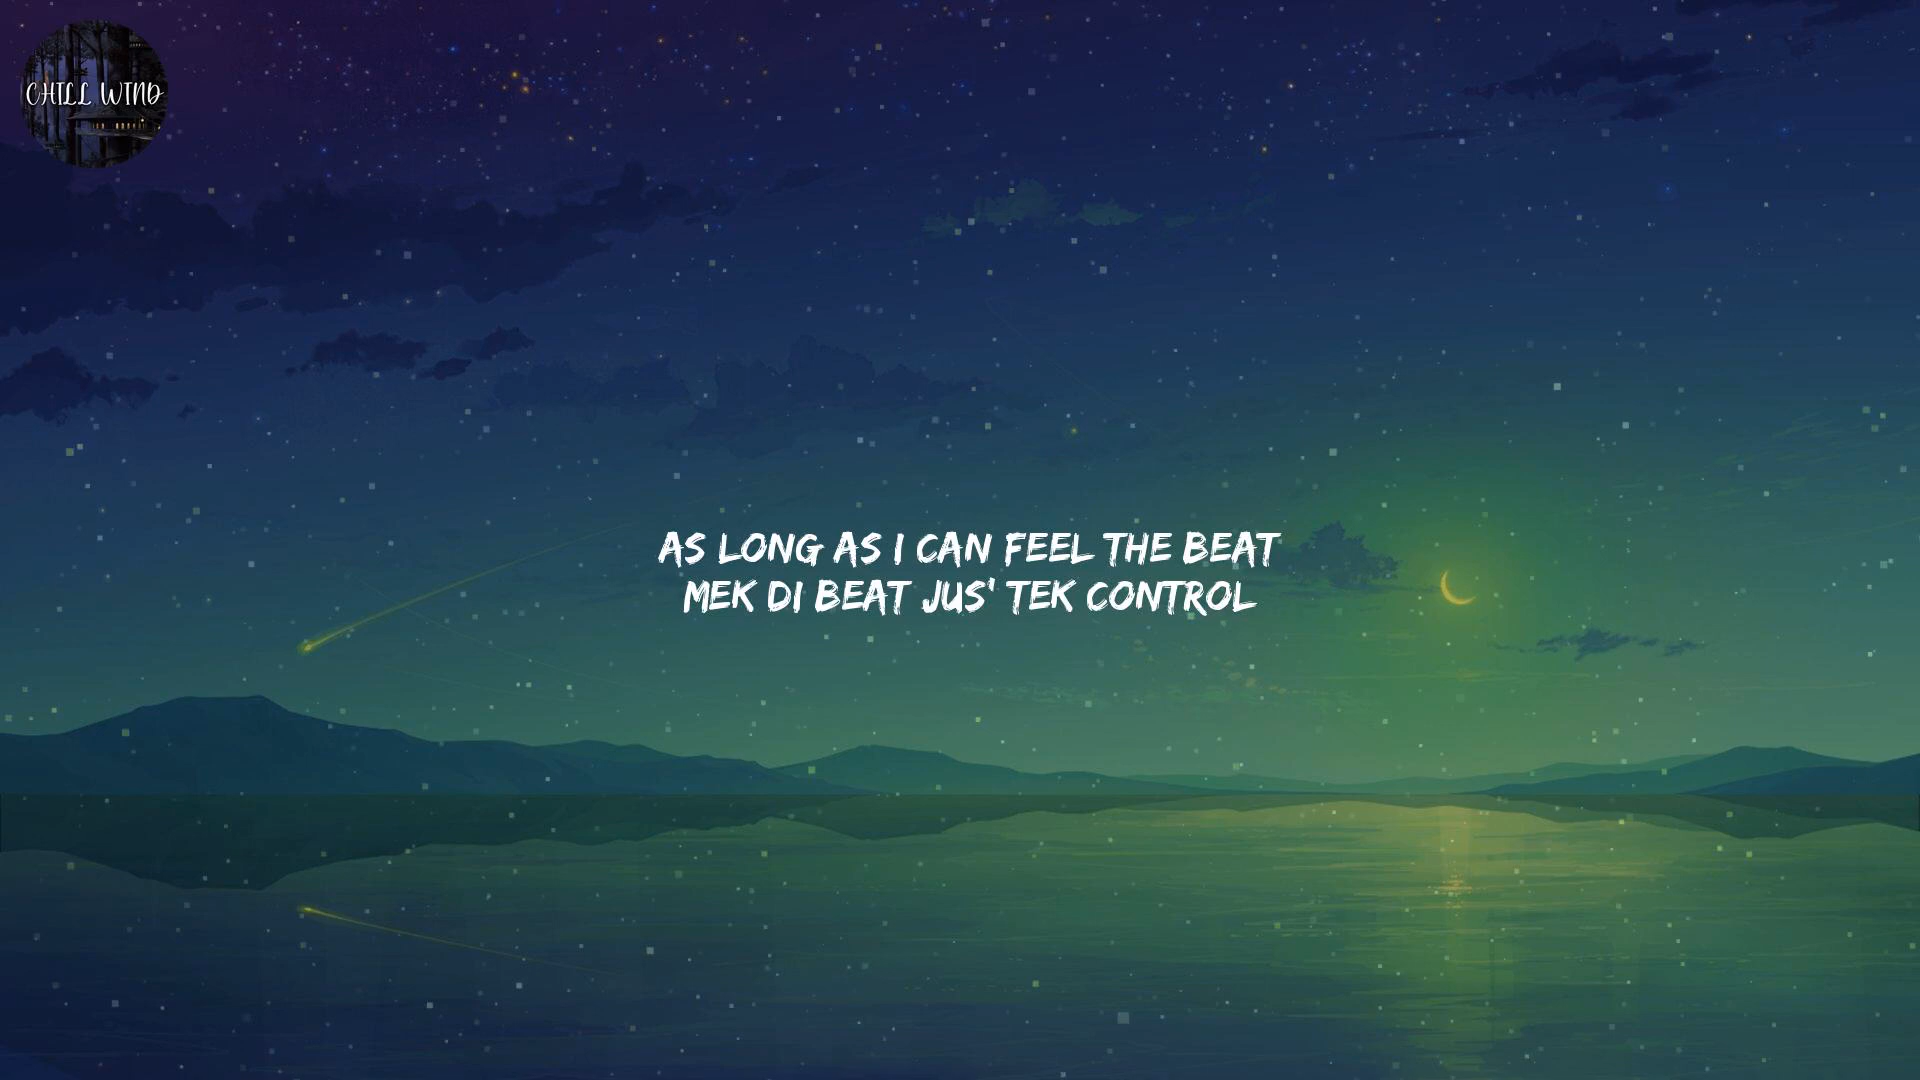 CHILL WIND
AS LONG AS I CAN FEEL THE BEAT
MEK DI BEAT JUS' TEK CONTROL